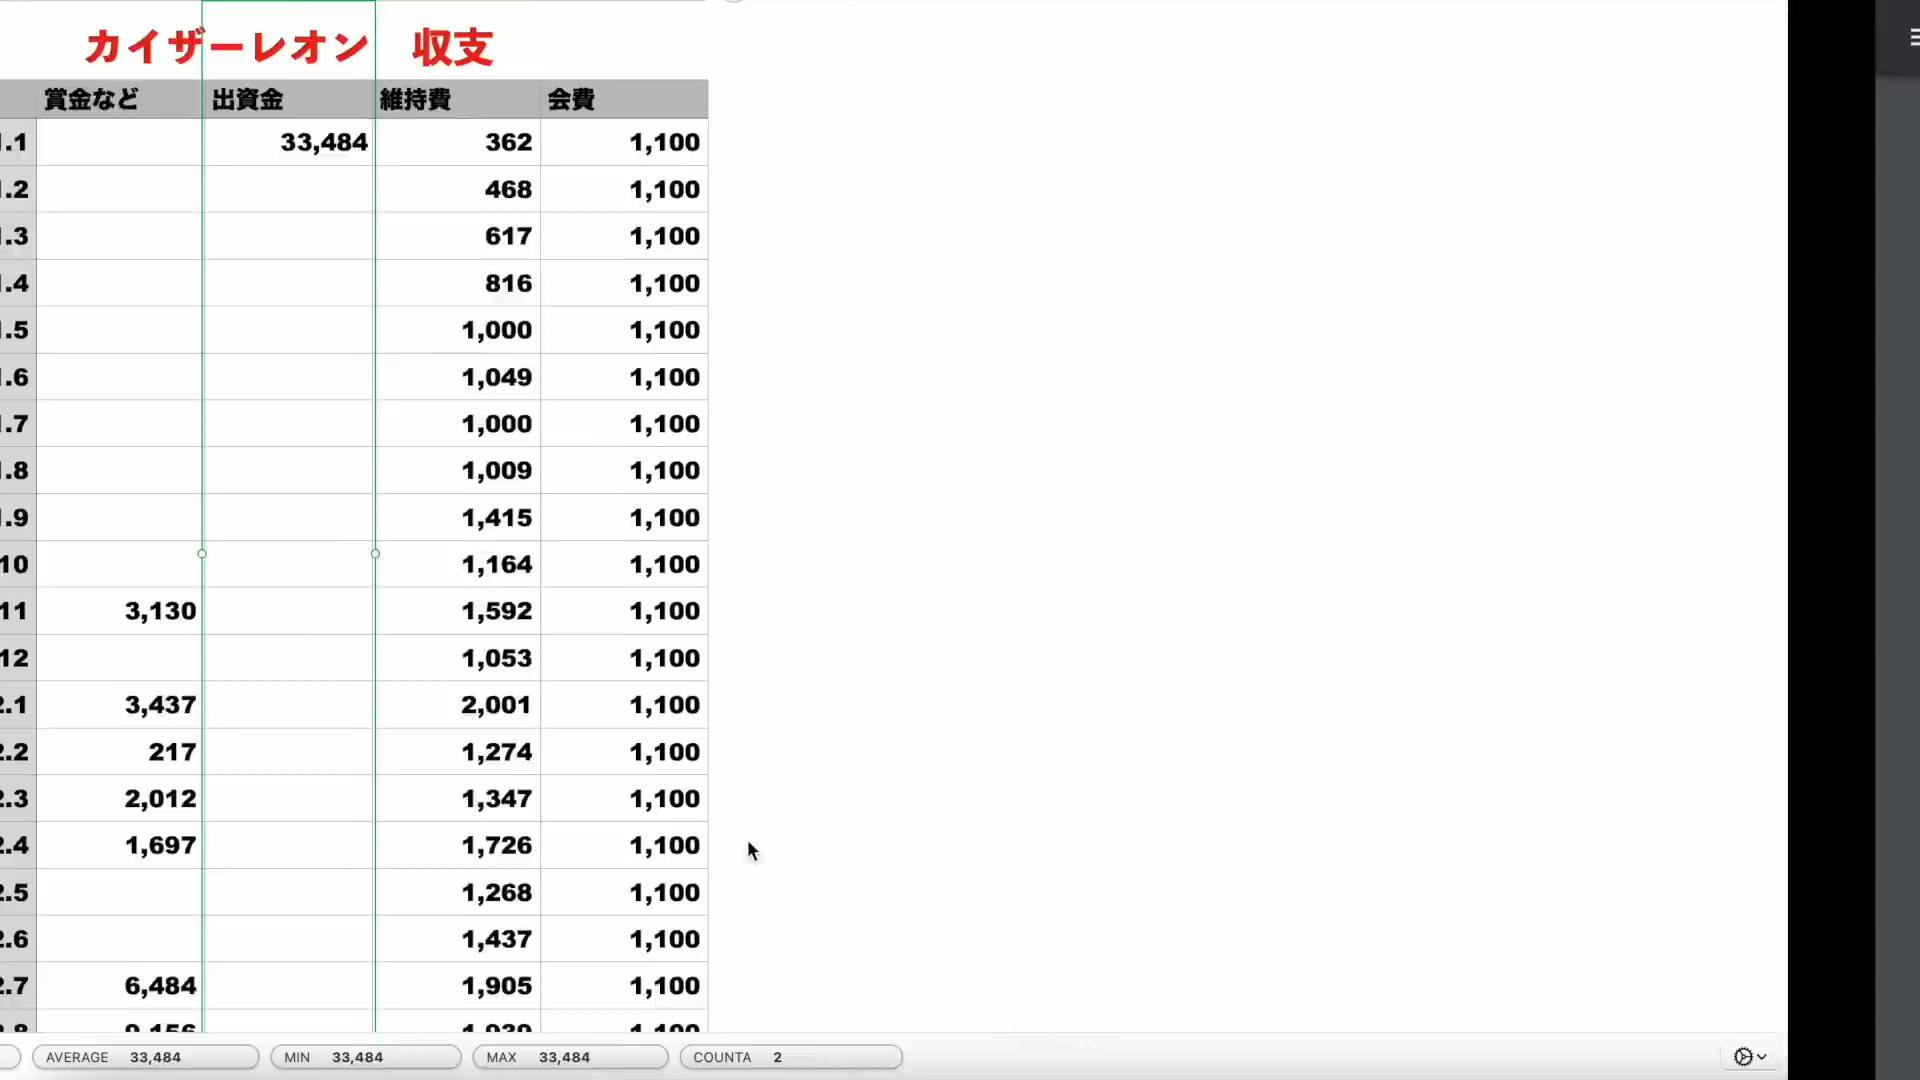 カイザーレオン 収支
賞金など 出資金 維持費 会費
.1 33,484 362 1,100
.2 468 1,100
.3 617 1,100
.4 816 1,100
.5 1,000 1,100
.6 1,049 1,100
.7 1,000 1,100
.8 1,009 1,100
.9 1,415 1,100
10 1,164 1,100
11 3,130 1,592 1,100
12 1,053 1,100
2.1 3,437 2,001 1,100
2.2 217 1,274 1,100
2.3 2,012 1,347 1,100
2.4 1,697 1,726 1,100
2.5 1,268 1,100
2.6 1,437 1,100
2.7 6,484 1,905 1,100
AVERAGE 33,484 MIN 33,484 MAX 33,484 COUNTA 2